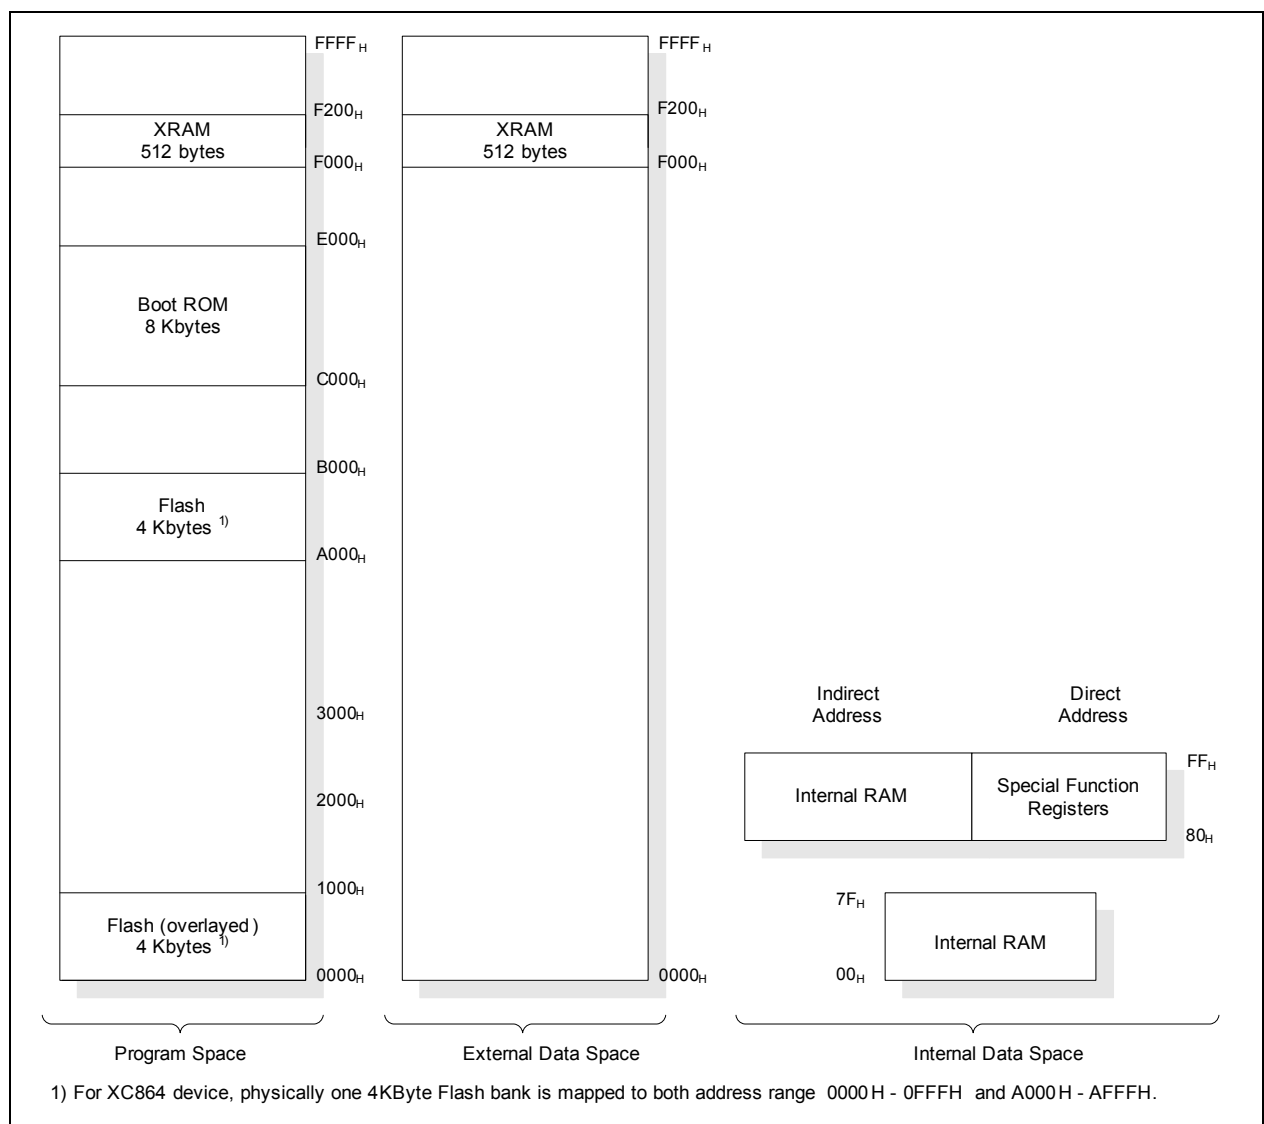 FFFFH
F200H
XRAM
512 bytes
F000H
E000H
Boot ROM
8 Kbytes
C000H
B000H
Flash
4 Kbytes 1)
A000H
3000H
2000H
1000H
Flash (overlayed)
4 Kbytes 1)
0000H
Program Space
FFFFH
F200H
XRAM
512 bytes
F000H
0000H
External Data Space
Indirect
Address
Direct
Address
Internal RAM
Special Function
Registers
FFH
80H
7FH
Internal RAM
00H
Internal Data Space
1) For XC864 device, physically one 4KByte Flash bank is mapped to both address range 0000H - 0FFFH and A000H - AFFFH.